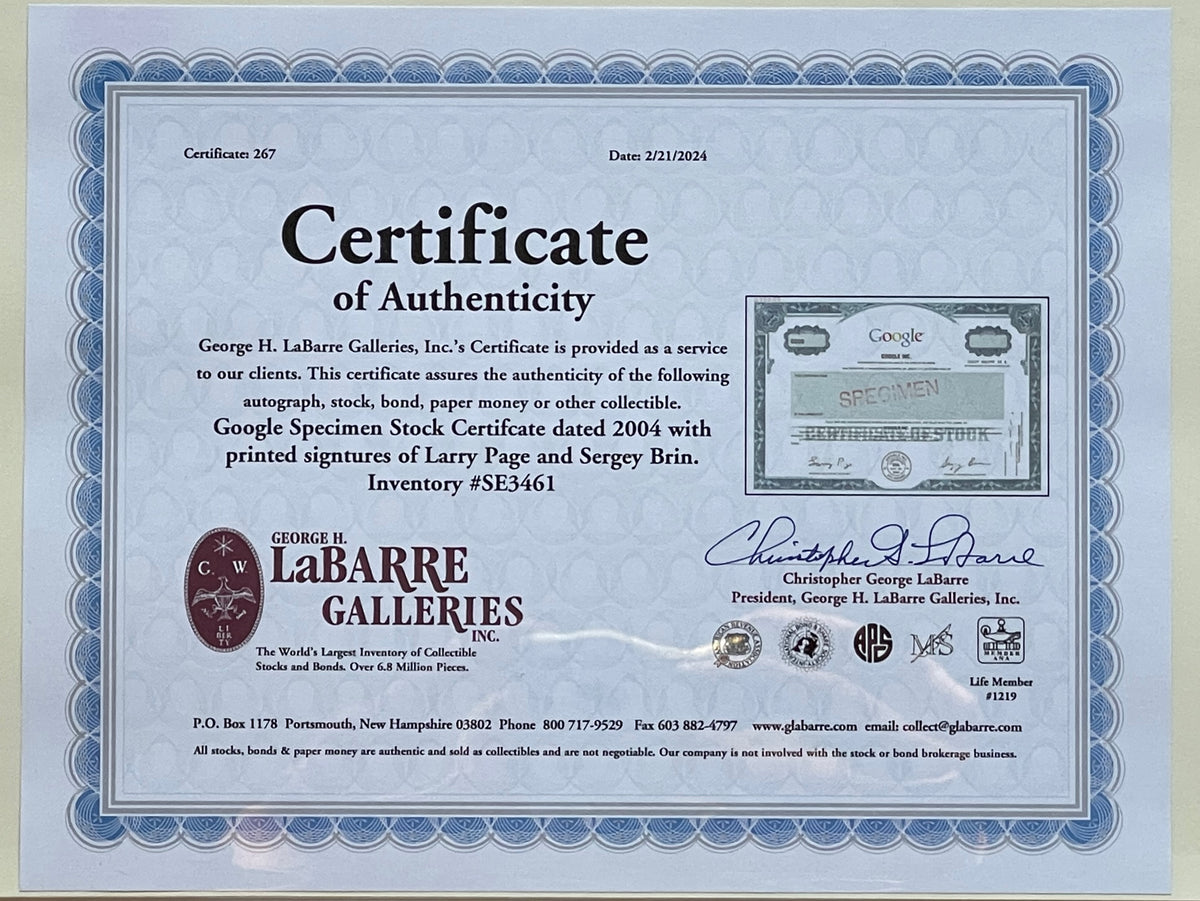 Certificate: 267
Date: 2/21/2024
Certificate
of Authenticity
George H. LaBarre Galleries, Inc.'s Certificate is provided as a service
to our clients. This certificate assures the authenticity of the following
autograph, stock, bond, paper money or other collectible.
Google Specimen Stock Certifcate dated 2004 with
printed signtures of Larry Page and Sergey Brin.
Inventory #SE3461
Google
GOOGLE INC.
SPECIMEN
CERTIFICATE OF STOCK
C. W
LI
BER
TY
GEORGE H.
LaBARRE
GALLERIES
INC.
The World's Largest Inventory of Collectible
Stocks and Bonds. Over 6.8 Million Pieces.
Christopher G. LaBarre
Christopher George LaBarre
President, George H. LaBarre Galleries, Inc.
APS
MEMBER
ANA
Life Member
#1219
P.O. Box 1178 Portsmouth, New Hampshire 03802 Phone 800 717-9529 Fax 603 882-4797 www.glabarre.com email: collect@glabarre.com
All stocks, bonds & paper money are authentic and sold as collectibles and are not negotiable. Our company is not involved with the stock or bond brokerage business.